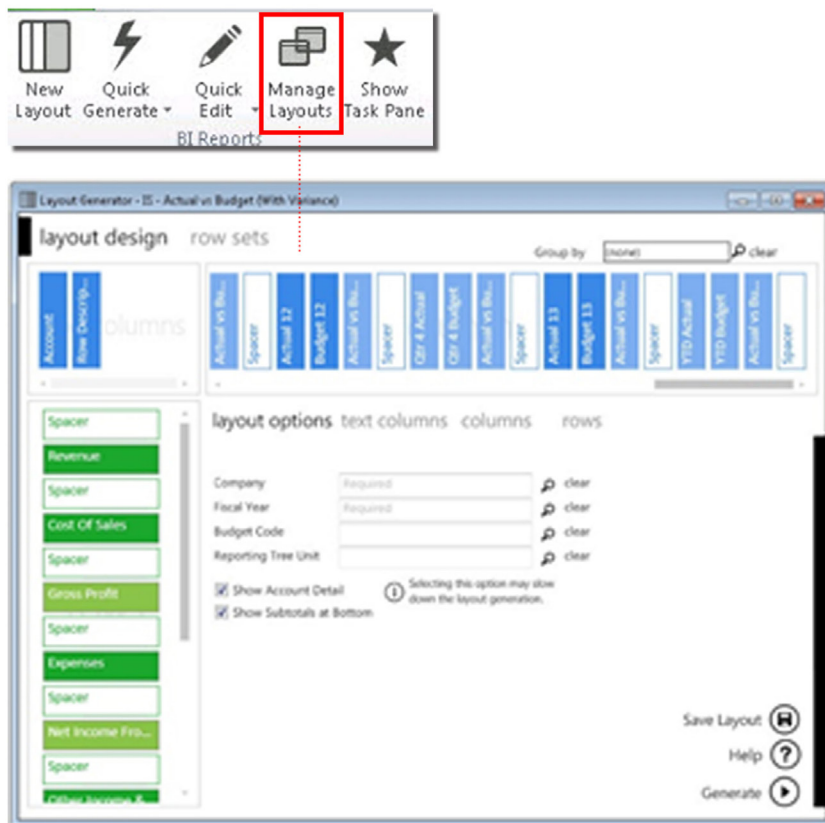 New Layout
Quick Generate
Quick Edit
Manage Layouts
Show Task Pane
BI Reports
Layout Generator - IS - Actual vs Budget (With Variance)
layout design row sets
Group by (none) clear
Account
Row Descrip...
olumns
Actual vs Bu...
Spacer
Actual 12
Budget 12
Actual vs Bu...
Spacer
Qtr 4 Actual
Qtr 4 Budget
Actual vs Bu...
Spacer
Actual 13
Budget 13
Actual vs Bu...
Spacer
YTD Actual
YTD Budget
Actual vs Bu...
Spacer
Spacer
Revenue
Spacer
Cost Of Sales
Spacer
Gross Profit
Spacer
Expenses
Spacer
Net Income Fro...
Spacer
Other Income &...
layout options text columns columns rows
Company Required clear
Fiscal Year Required clear
Budget Code clear
Reporting Tree Unit clear
Show Account Detail
Selecting this option may slow
down the layout generation.
Show Subtotals at Bottom
Save Layout
Help
Generate